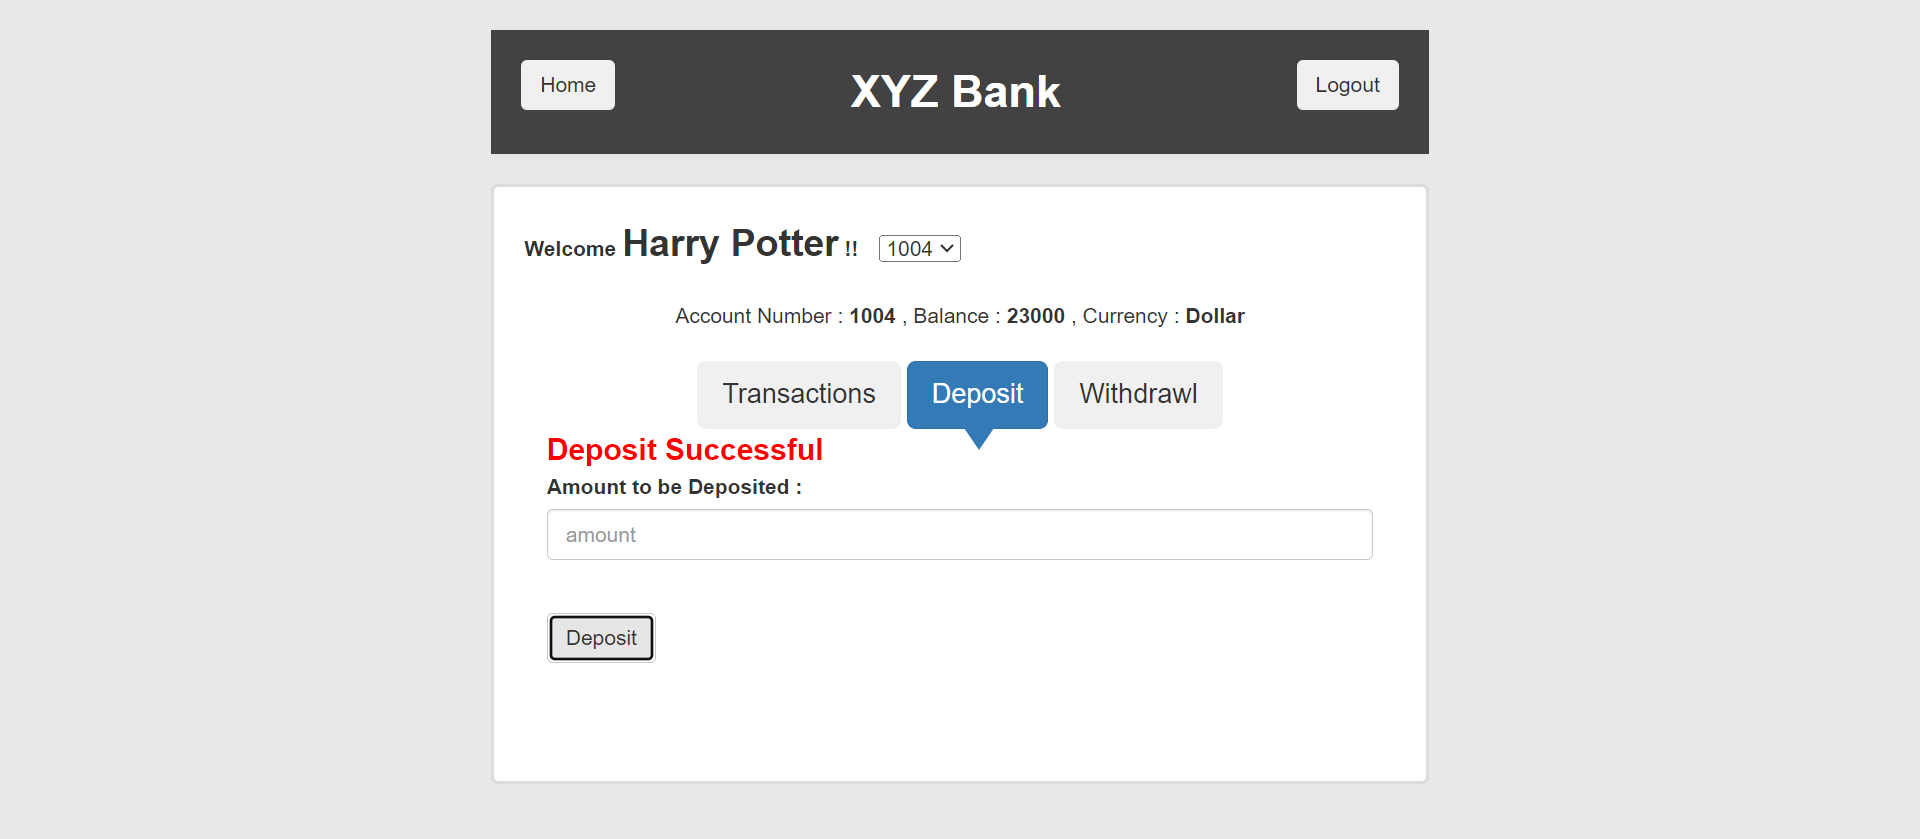 Home XYZ Bank Logout
Welcome Harry Potter !! 1004
Account Number : 1004 , Balance : 23000 , Currency : Dollar
Transactions Deposit Withdrawl
Deposit Successful
Amount to be Deposited :
amount
Deposit